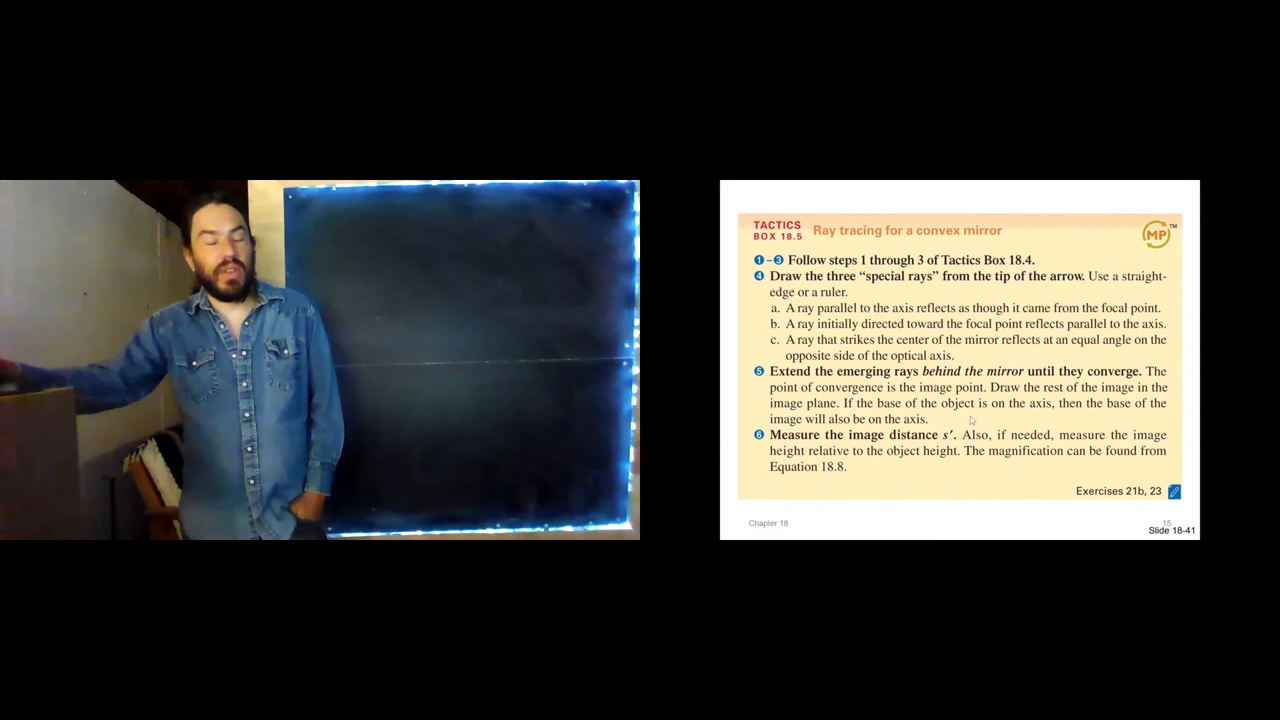 TACTICS
BOX 18.5
Ray tracing for a convex mirror
MP™
1–3 Follow steps 1 through 3 of Tactics Box 18.4.
4 Draw the three “special rays” from the tip of the arrow. Use a straight-
edge or a ruler.
a. A ray parallel to the axis reflects as though it came from the focal point.
b. A ray initially directed toward the focal point reflects parallel to the axis.
c. A ray that strikes the center of the mirror reflects at an equal angle on the
opposite side of the optical axis.
5 Extend the emerging rays behind the mirror until they converge. The
point of convergence is the image point. Draw the rest of the image in the
image plane. If the base of the object is on the axis, then the base of the
image will also be on the axis.
6 Measure the image distance s′. Also, if needed, measure the image
height relative to the object height. The magnification can be found from
Equation 18.8.
Exercises 21b, 23
Chapter 18
15
Slide 18-41